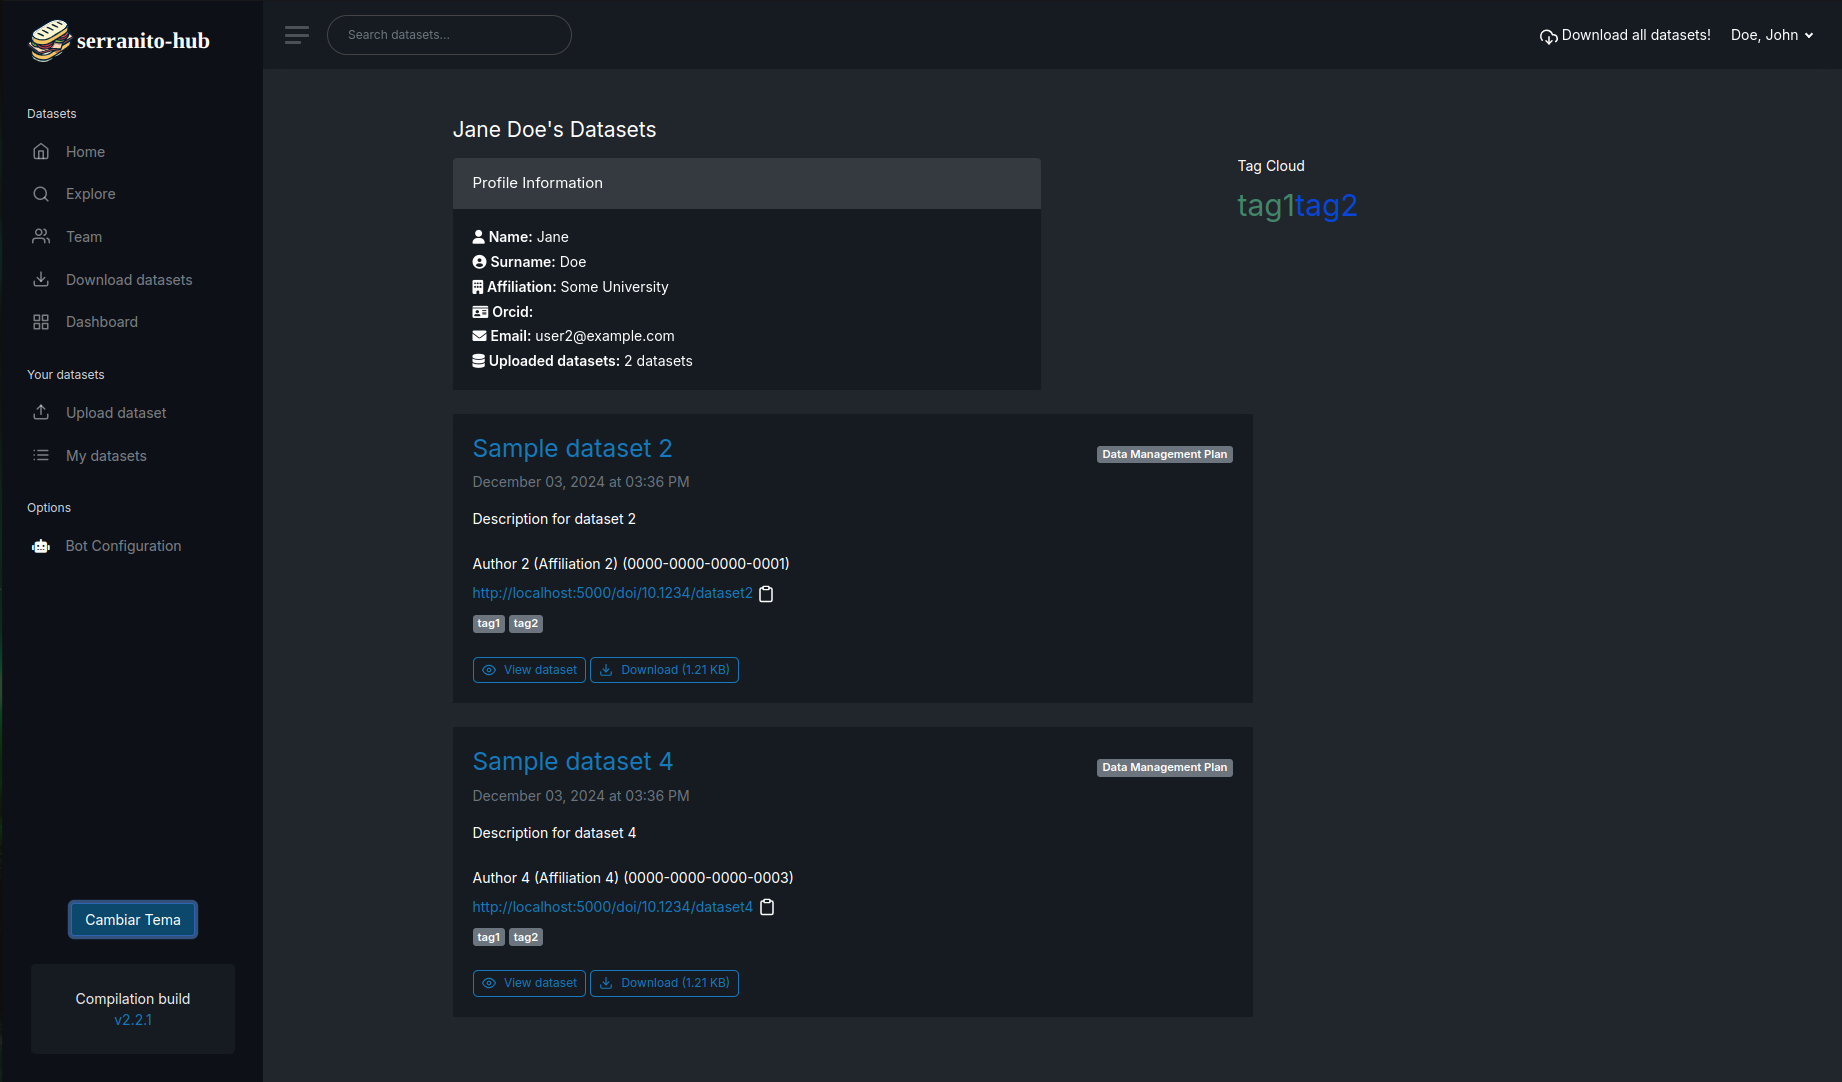 serranito-hub
Search datasets...
Download all datasets!
Doe, John
Datasets
Home
Explore
Team
Download datasets
Dashboard
Your datasets
Upload dataset
My datasets
Options
Bot Configuration
Cambiar Tema
Compilation build
v2.2.1
Jane Doe's Datasets
Profile Information
Name: Jane
Surname: Doe
Affiliation: Some University
Orcid:
Email: user2@example.com
Uploaded datasets: 2 datasets
Tag Cloud
tag1tag2
Sample dataset 2
Data Management Plan
December 03, 2024 at 03:36 PM
Description for dataset 2
Author 2 (Affiliation 2) (0000-0000-0000-0001)
http://localhost:5000/doi/10.1234/dataset2
tag1 tag2
View dataset Download (1.21 KB)
Sample dataset 4
Data Management Plan
December 03, 2024 at 03:36 PM
Description for dataset 4
Author 4 (Affiliation 4) (0000-0000-0000-0003)
http://localhost:5000/doi/10.1234/dataset4
tag1 tag2
View dataset Download (1.21 KB)